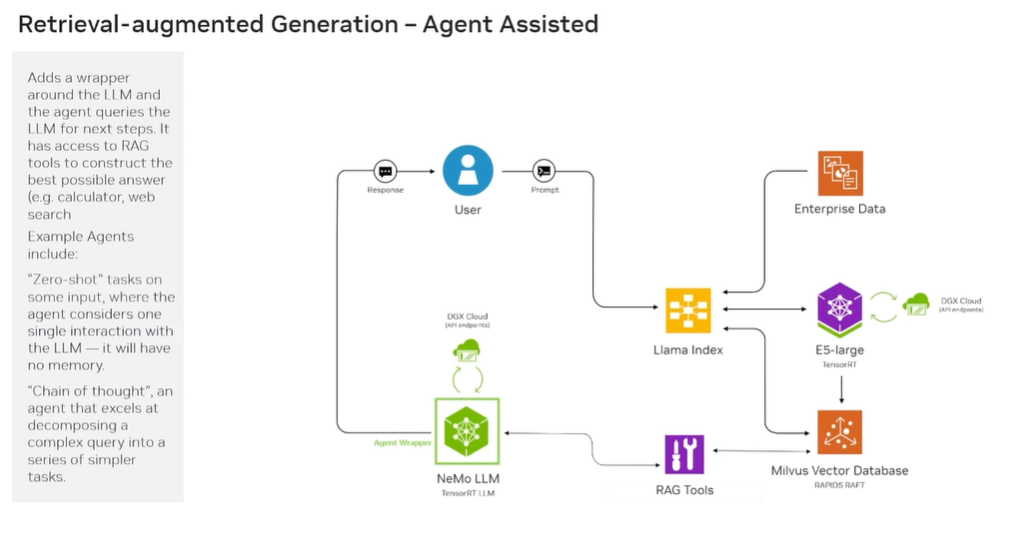 Retrieval-augmented Generation – Agent Assisted
Adds a wrapper
around the LLM and
the agent queries the
LLM for next steps. It
has access to RAG
tools to construct the
best possible answer
(e.g. calculator, web
search
Example Agents
include:
"Zero-shot" tasks on
some input, where the
agent considers one
single interaction with
the LLM — it will have
no memory.
"Chain of thought", an
agent that excels at
decomposing a
complex query into a
series of simpler
tasks.
Response
User
Prompt
Enterprise Data
Llama Index
E5-large
TensorRT
DGX Cloud
(API endpoints)
DGX Cloud
(API endpoints)
Agent Wrapper
NeMo LLM
TensorRT LLM
RAG Tools
Milvus Vector Database
RAPIDS RAFT